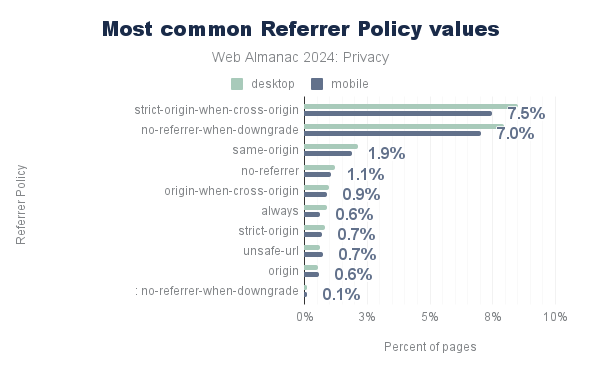 Most common Referrer Policy values
Web Almanac 2024: Privacy
desktop mobile
Referrer Policy
strict-origin-when-cross-origin 7.5%
no-referrer-when-downgrade 7.0%
same-origin 1.9%
no-referrer 1.1%
origin-when-cross-origin 0.9%
always 0.6%
strict-origin 0.7%
unsafe-url 0.7%
origin 0.6%
: no-referrer-when-downgrade 0.1%
0% 3% 5% 8% 10%
Percent of pages